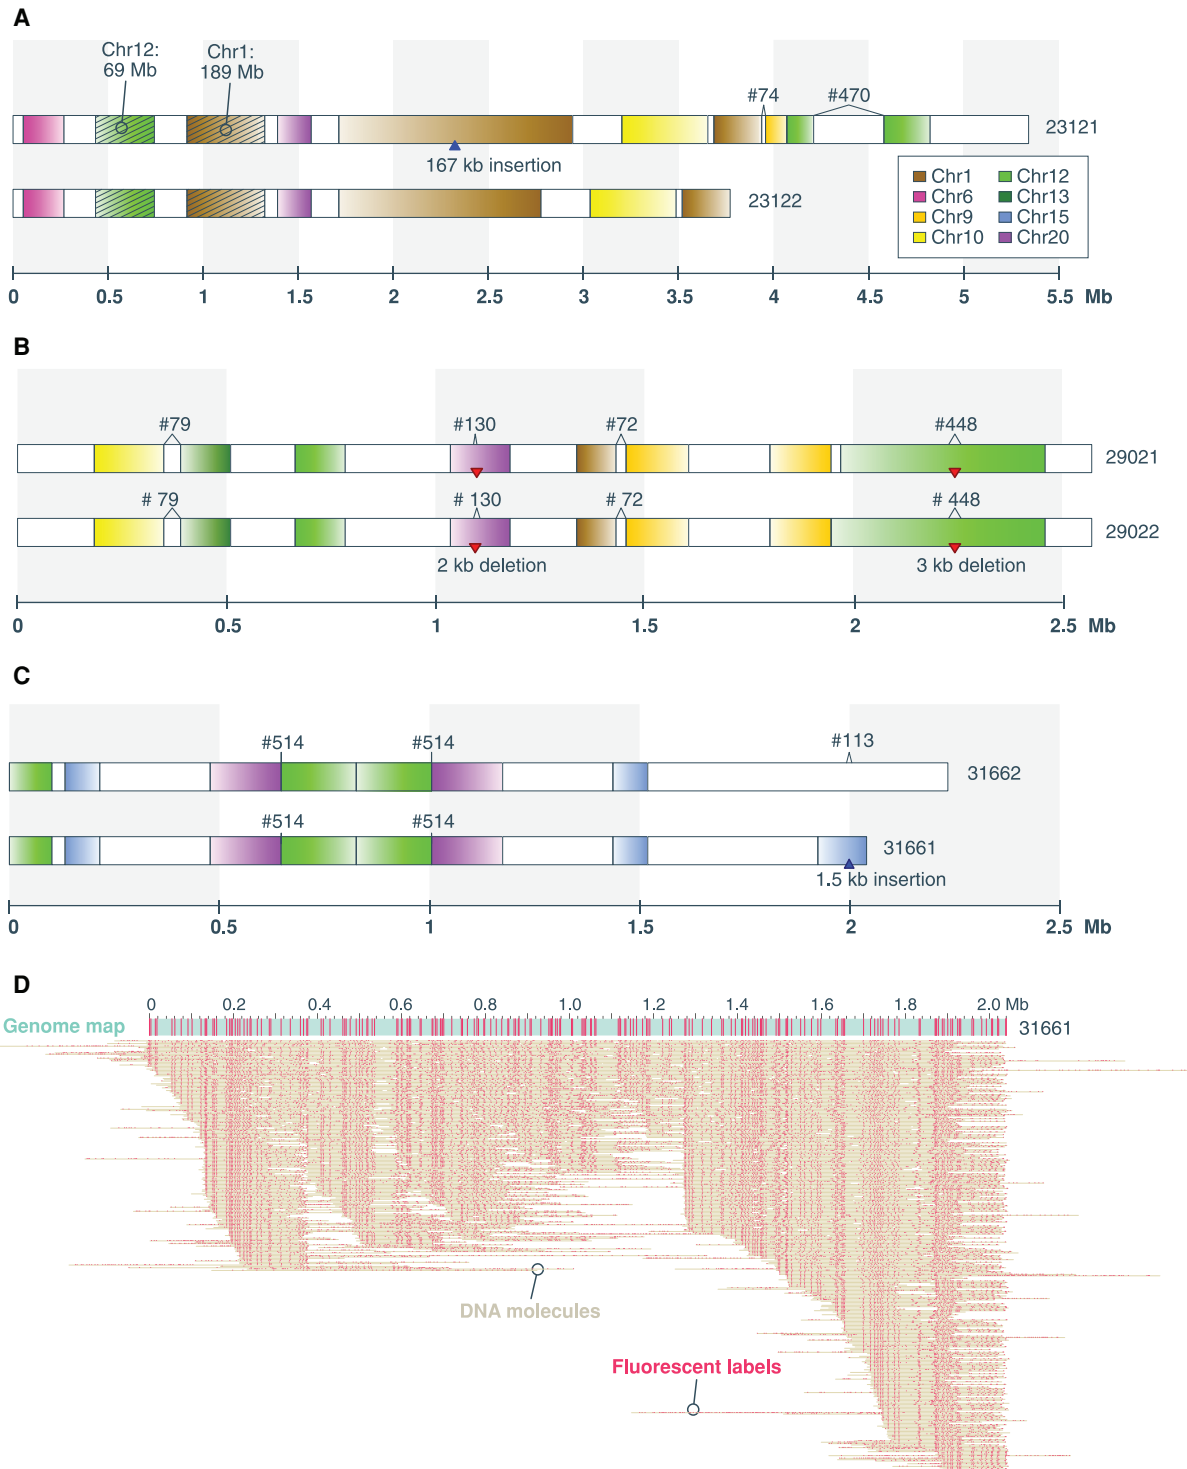 A
Chr12:
69 Mb
Chr1:
189 Mb
#74
#470
23121
167 kb insertion
23122
Chr1
Chr12
Chr6
Chr13
Chr9
Chr15
Chr10
Chr20
0 0.5 1 1.5 2 2.5 3 3.5 4 4.5 5 5.5 Mb
B
#79 #130 #72 #448
29021
# 79 # 130 # 72 # 448
29022
2 kb deletion 3 kb deletion
0 0.5 1 1.5 2 2.5 Mb
C
#514 #514 #113
31662
#514 #514
31661
1.5 kb insertion
0 0.5 1 1.5 2 2.5 Mb
D
0 0.2 0.4 0.6 0.8 1.0 1.2 1.4 1.6 1.8 2.0 Mb
Genome map 31661
DNA molecules
Fluorescent labels